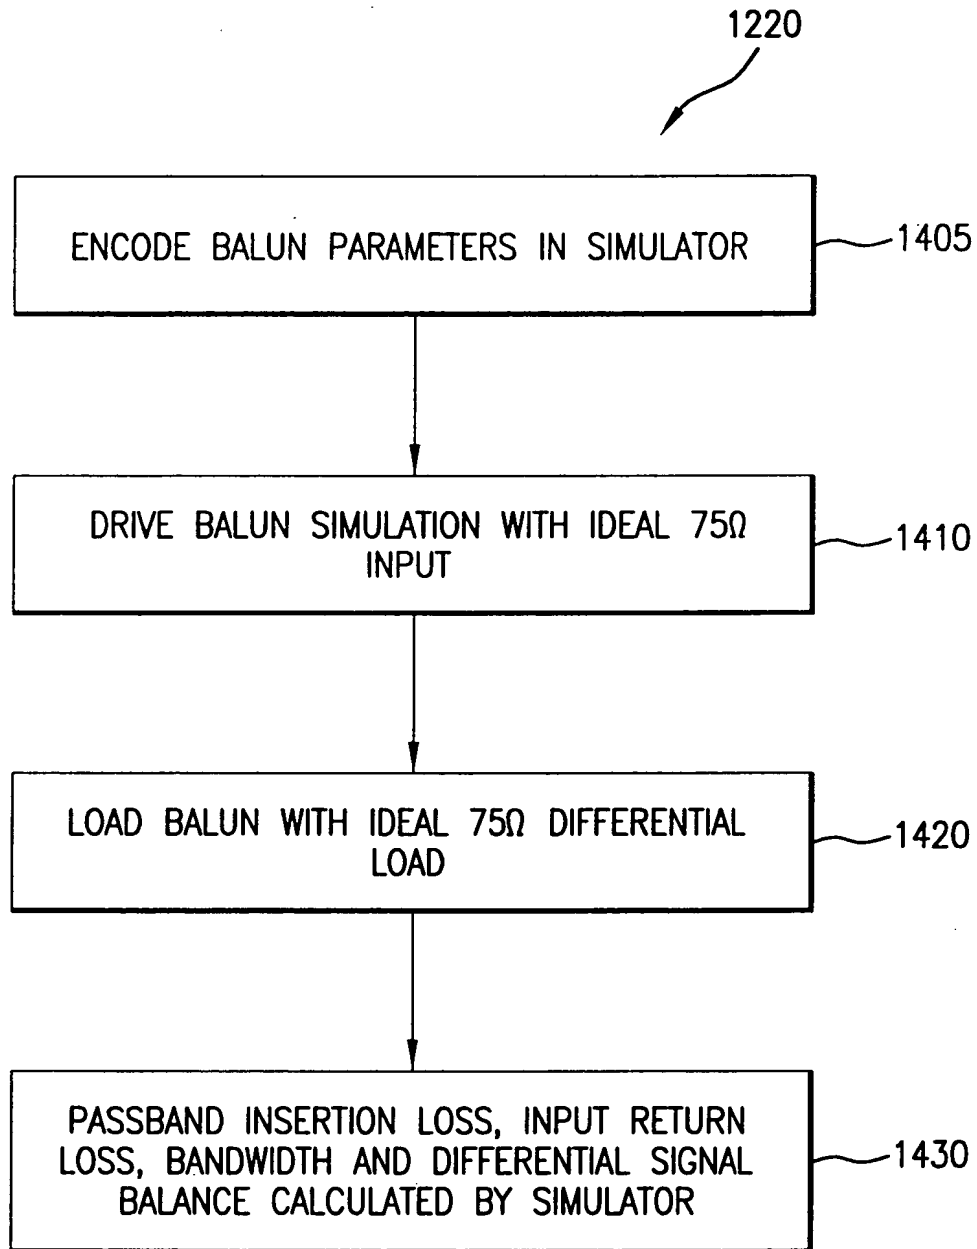 1220
ENCODE BALUN PARAMETERS IN SIMULATOR
1405
DRIVE BALUN SIMULATION WITH IDEAL 75Ω
INPUT
1410
LOAD BALUN WITH IDEAL 75Ω DIFFERENTIAL
LOAD
1420
PASSBAND INSERTION LOSS, INPUT RETURN
LOSS, BANDWIDTH AND DIFFERENTIAL SIGNAL
BALANCE CALCULATED BY SIMULATOR
1430